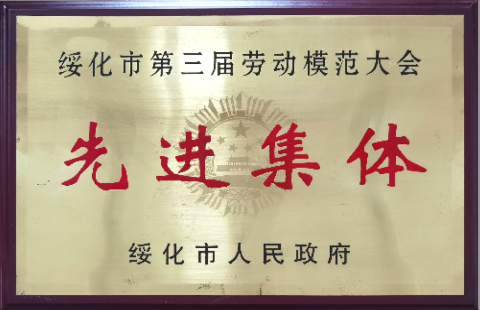 绥化市第三届劳动模范大会
先进集体
绥化市人民政府